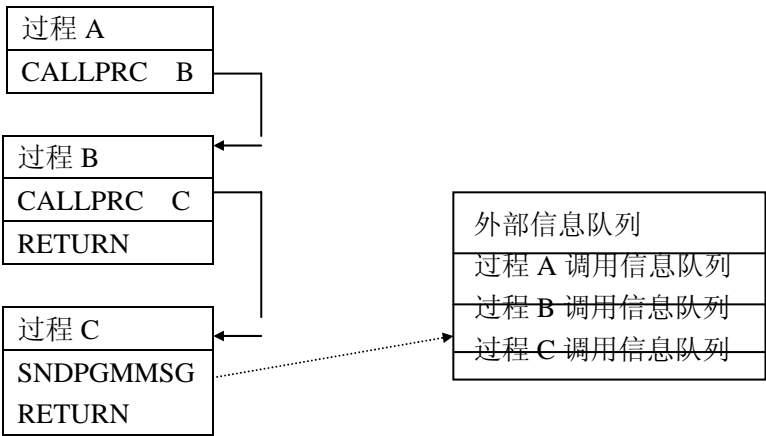 过程 A
CALLPRC B
过程 B
CALLPRC C
RETURN
过程 C
SNDPGMMSG
RETURN
外部信息队列
过程 A 调用信息队列
过程 B 调用信息队列
过程 C 调用信息队列